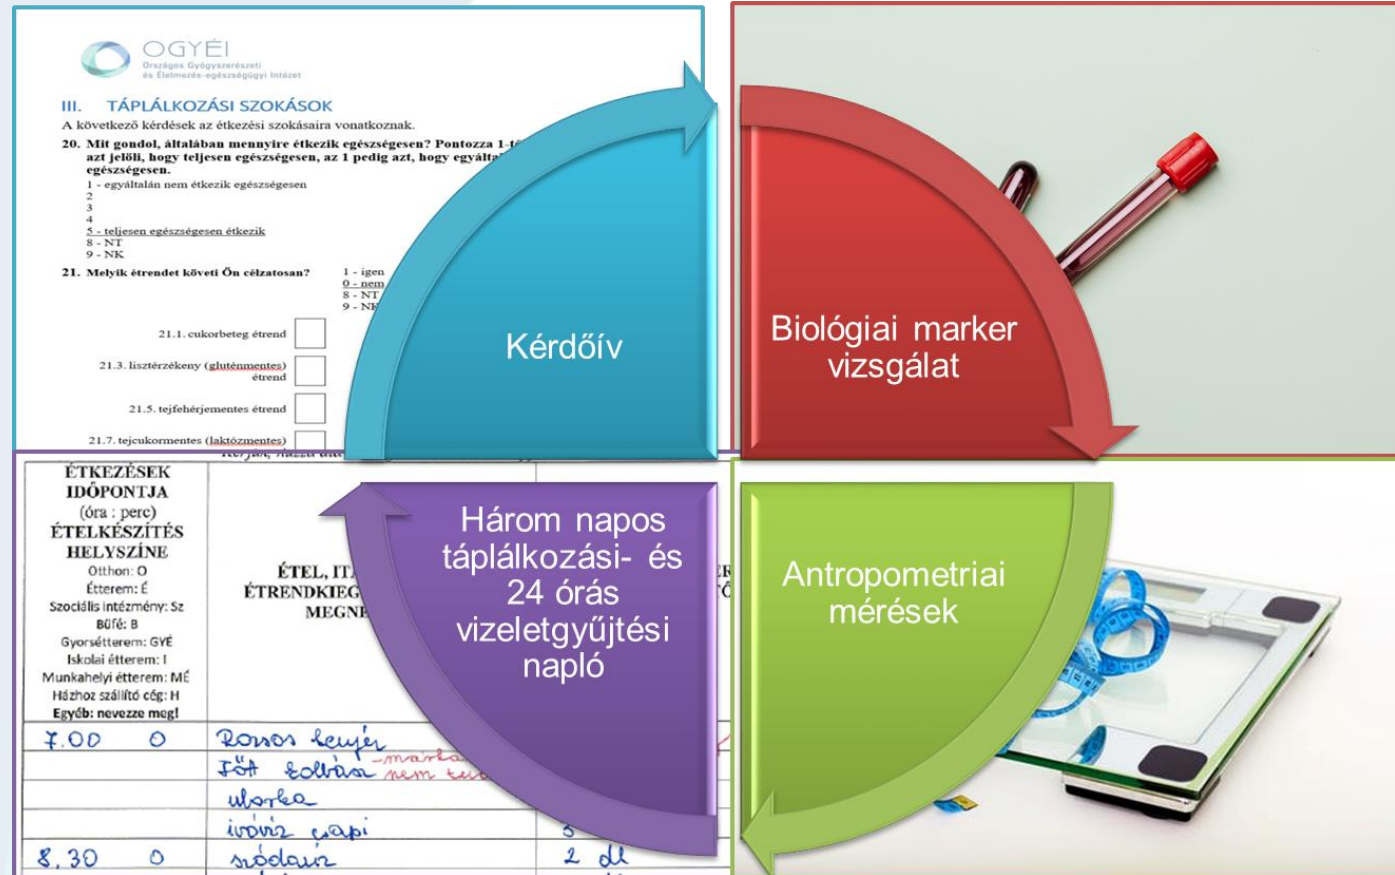 OGYÉI
Országos Gyógyszerészeti
és Élelmezés-egészségügyi Intézet
III. TÁPLÁLKOZÁSI SZOKÁSOK
A következő kérdések az étkezési szokásaira vonatkoznak.
20. Mit gondol, általában mennyire étkezik egészségesen? Pontozza
azt jelöli, hogy teljesen egészségesen, az 1 pedig azt, hogy
egészségesen.
1 - egyáltalán nem étkezik egészségesen
2
3
4
5 - teljesen egészségesen étkezik
8 - NT
9 - NK
21. Melyik étrendet követi Ön célzatosan?
1 - igen
0 - nem
8 - NT
9 - NK
21.1. cukorbeteg étrend
21.3. lisztérzékeny (gluténmentes)
étrend
21.5. tejfehérjementes étrend
21.7. tejcukormentes (laktózmentes)
Kérdőív
Biológiai marker
vizsgálat
Három napos
táplálkozási- és
24 órás
vizeletgyűjtési
napló
Antropometriai
mérések
ÉTKEZÉSEK
IDŐPONTJA
(óra : perc)
ÉTELKÉSZÍTÉS
HELYSZÍNE
Otthon: O
Étterem: É
Szociális intézmény: Sz
Büfé: B
Gyorsétterem: GYÉ
Iskolai étterem: I
Munkahelyi étterem: MÉ
Házhoz szállító cég: H
Egyéb: nevezze meg!
ÉTEL,
7.00 O Rozsos kenyér
Főtt kolbász nem
uborka
ivóvíz csapi
8.30 O szódavíz 2 dl